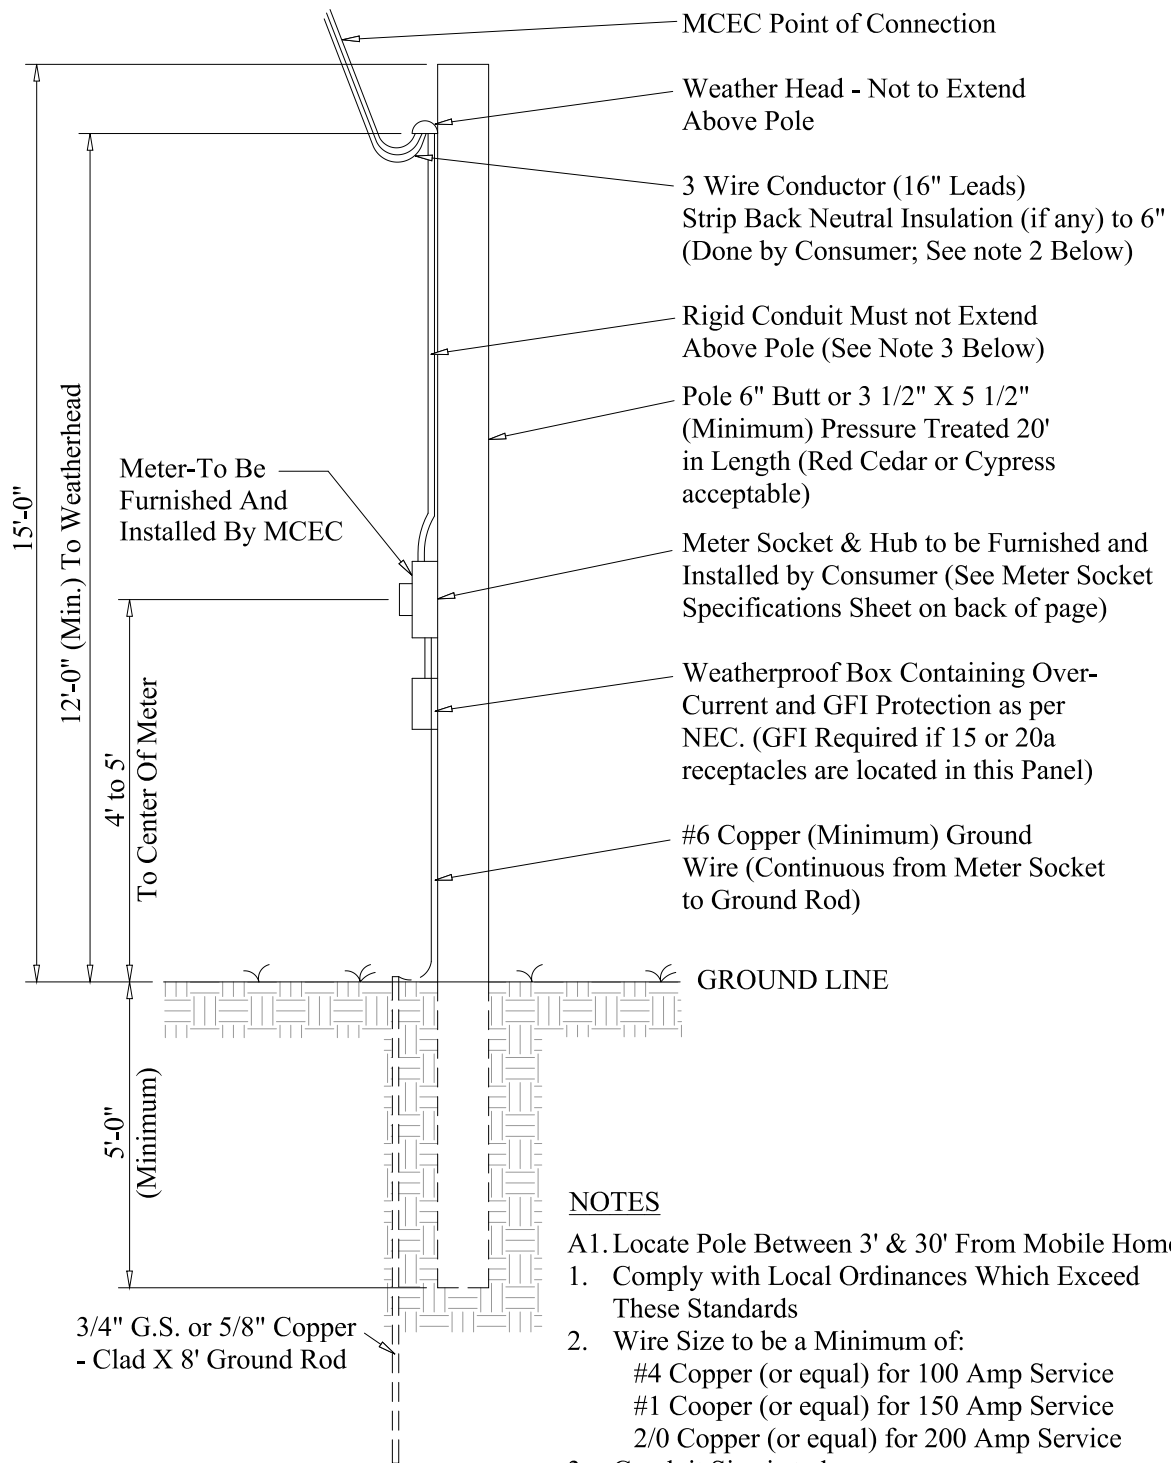 MCEC Point of Connection
Weather Head - Not to Extend
Above Pole
3 Wire Conductor (16" Leads)
Strip Back Neutral Insulation (if any) to 6"
(Done by Consumer; See note 2 Below)
Rigid Conduit Must not Extend
Above Pole (See Note 3 Below)
Pole 6" Butt or 3 1/2" X 5 1/2"
(Minimum) Pressure Treated 20'
in Length (Red Cedar or Cypress
acceptable)
Meter Socket & Hub to be Furnished and
Installed by Consumer (See Meter Socket
Specifications Sheet on back of page)
Weatherproof Box Containing Over-
Current and GFI Protection as per
NEC. (GFI Required if 15 or 20a
receptacles are located in this Panel)
#6 Copper (Minimum) Ground
Wire (Continuous from Meter Socket
to Ground Rod)
GROUND LINE
15'-0"
12'-0" (Min.) To Weatherhead
Meter-To Be
Furnished And
Installed By MCEC
4' to 5'
To Center Of Meter
5'-0"
(Minimum)
3/4" G.S. or 5/8" Copper
- Clad X 8' Ground Rod
NOTES
A1. Locate Pole Between 3' & 30' From Mobile Home
1. Comply with Local Ordinances Which Exceed
These Standards
2. Wire Size to be a Minimum of:
#4 Copper (or equal) for 100 Amp Service
#1 Cooper (or equal) for 150 Amp Service
2/0 Copper (or equal) for 200 Amp Service